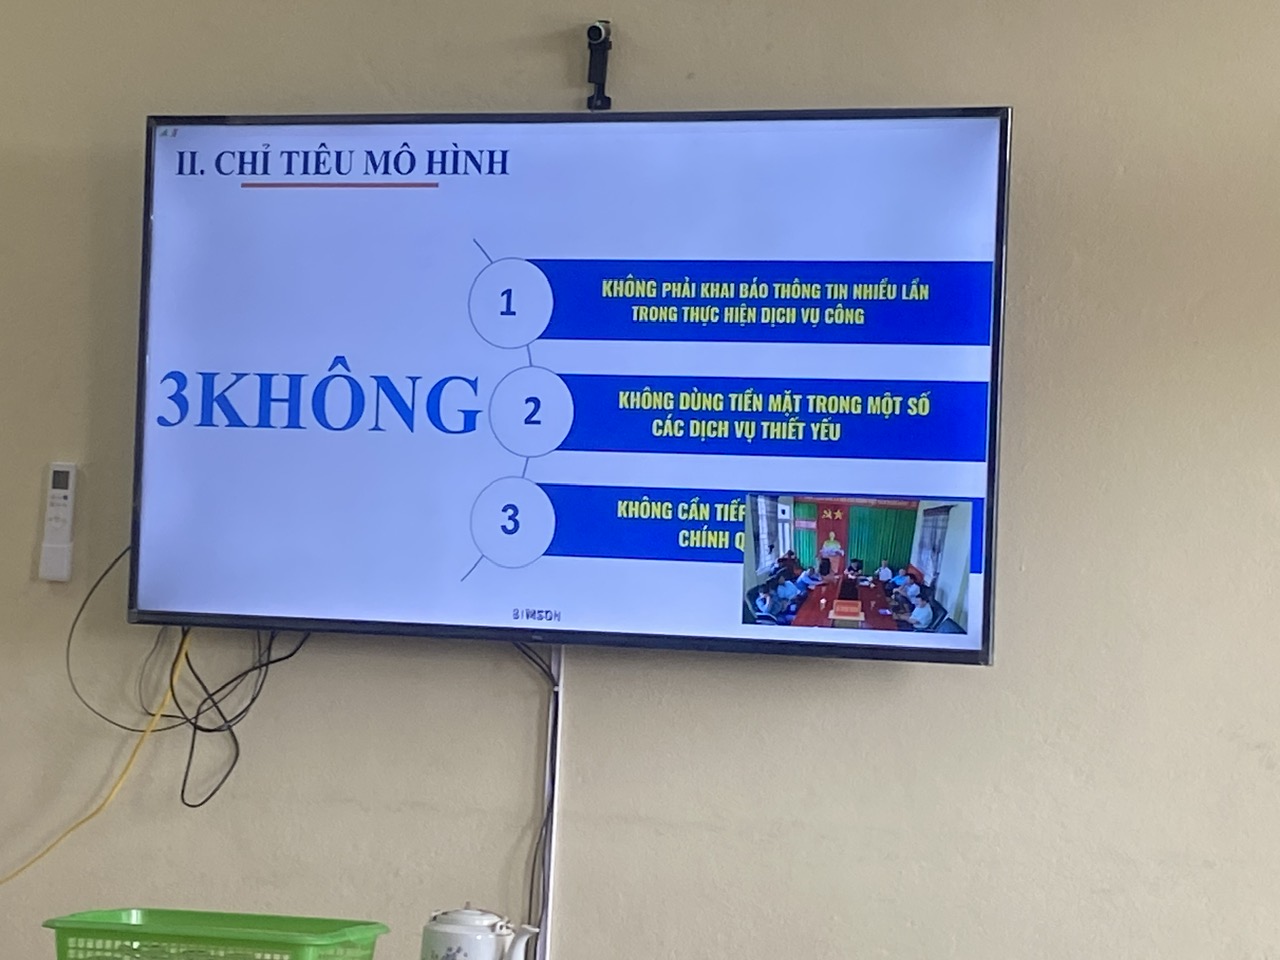 II. CHỈ TIÊU MÔ HÌNH
3KHÔNG
1
KHÔNG PHẢI KHAI BÁO THÔNG TIN NHIỀU LẦN
TRONG THỰC HIỆN DỊCH VỤ CÔNG
2
KHÔNG DÙNG TIỀN MẶT TRONG MỘT SỐ
CÁC DỊCH VỤ THIẾT YẾU
3
KHÔNG CẦN TIẾP
CHÍNH Q